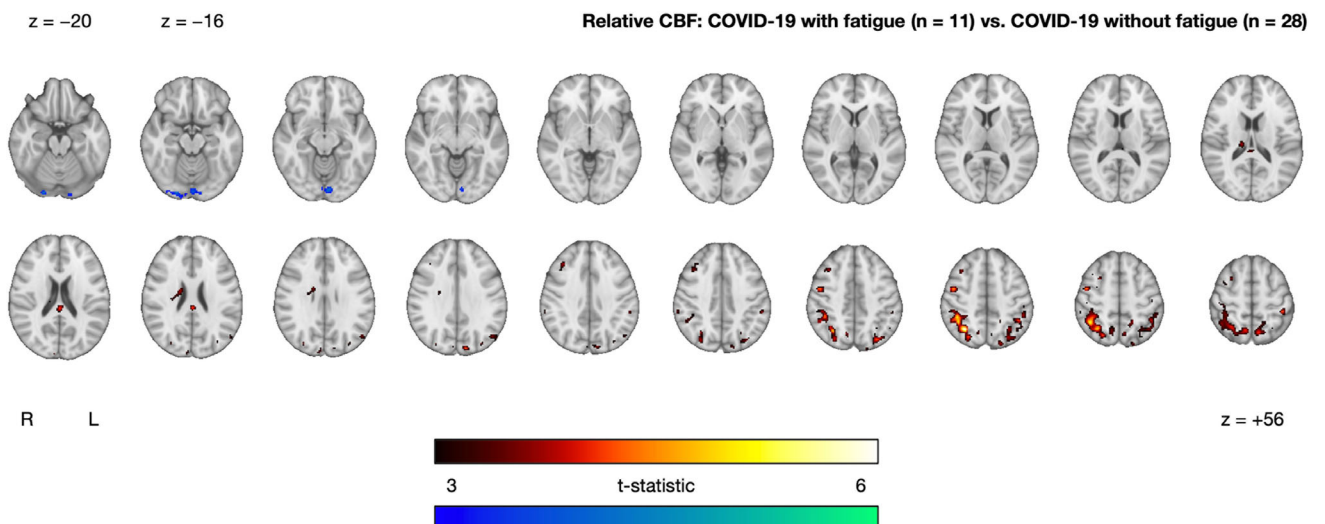 z = −20
z = −16
Relative CBF: COVID-19 with fatigue (n = 11) vs. COVID-19 without fatigue (n = 28)
R
L
z = +56
3
t-statistic
6